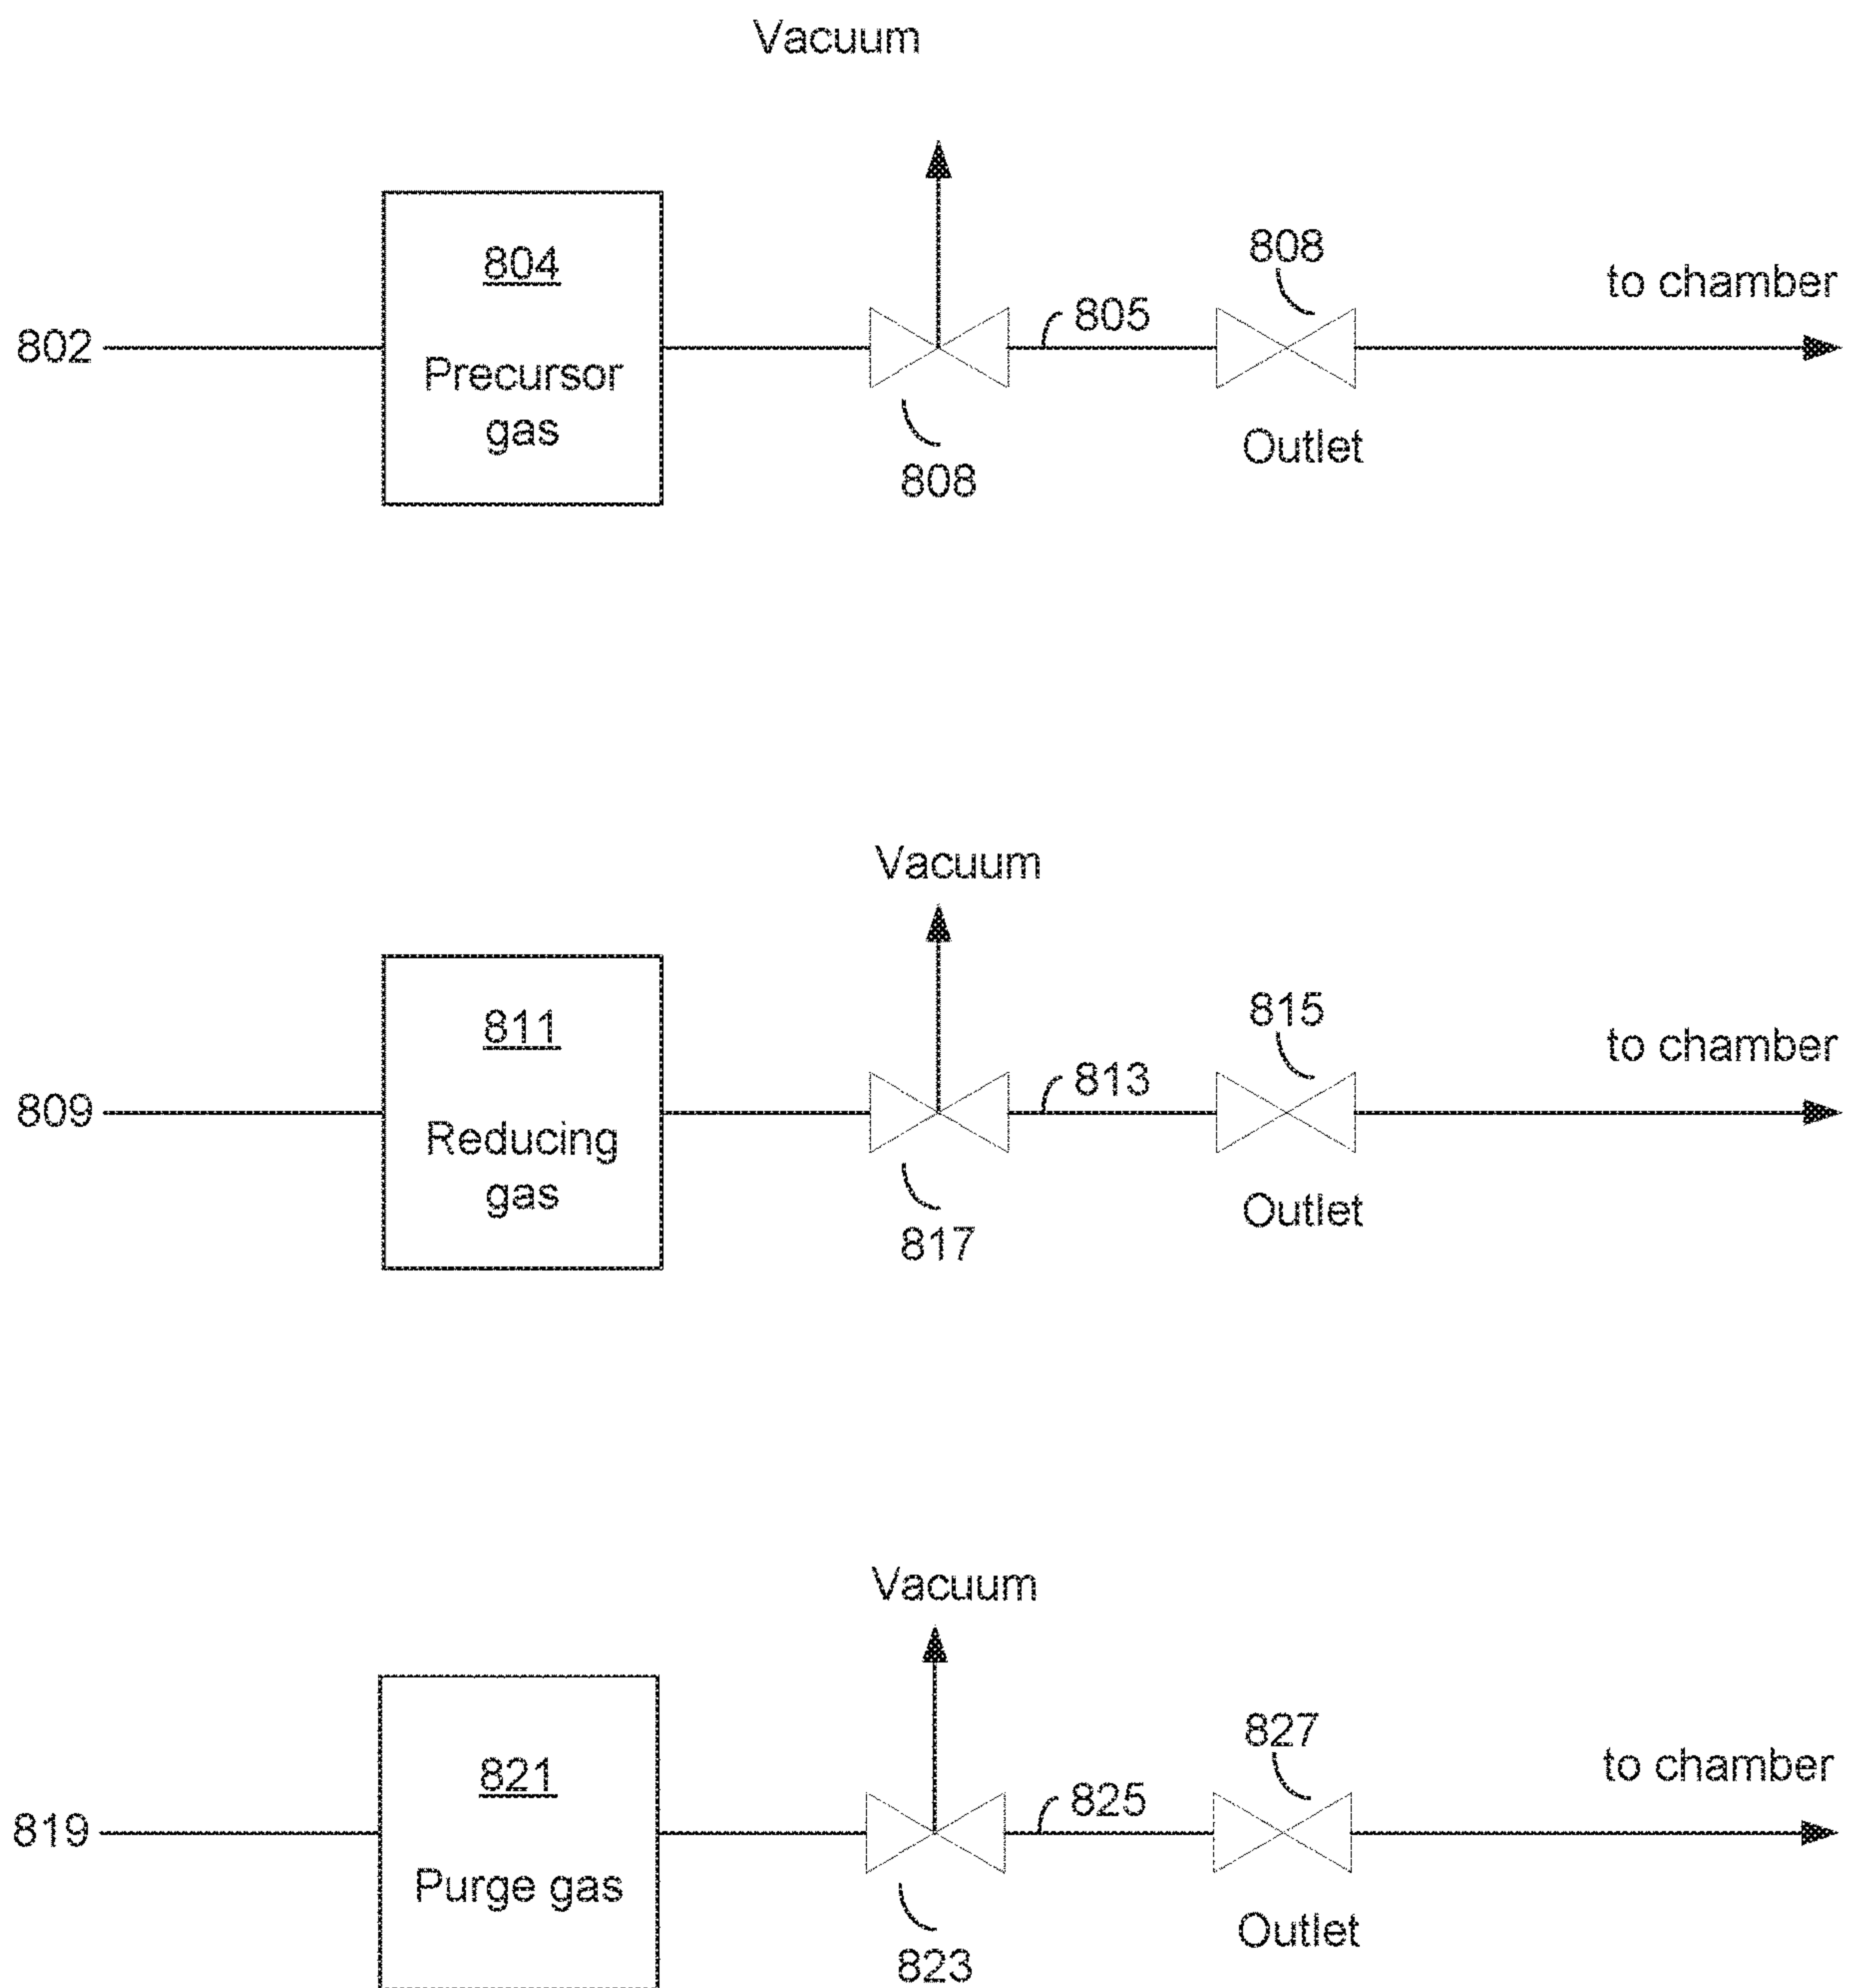 Vacuum
804
808
to chamber
805
802
Precursor
gas
Outlet
808
Vacuum
811
815
to chamber
813
809
Reducing
gas
Outlet
817
Vacuum
821
827
to chamber
825
819
Purge gas
Outlet
823